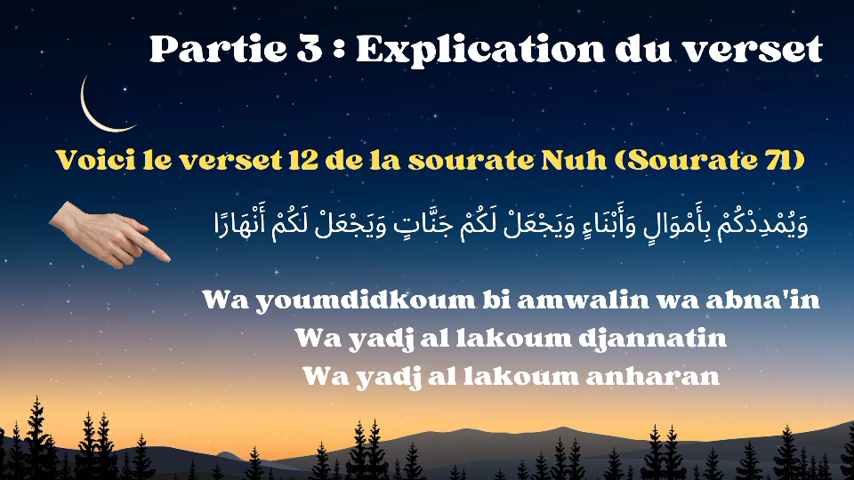 Partie 3 : Explication du verset
Voici le verset 12 de la sourate Nuh (Sourate 71)
وَيُمْدِدْكُمْ بِأَمْوَالٍ وَأَبْنَاءٍ وَيَجْعَلْ لَكُمْ جَنَّاتٍ وَيَجْعَلْ لَكُمْ أَنْهَارًا
Wa youmdidkoum bi amwalin wa abna'in
Wa yadj al lakoum djannatin
Wa yadj al lakoum anharan